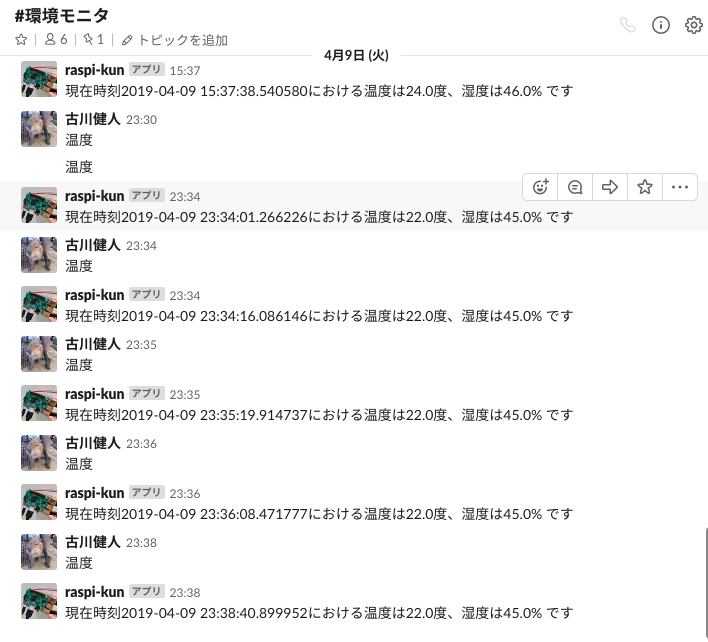 #環境モニタ
6 1 トピックを追加
4月9日 (火)
raspi-kun アプリ 15:37
現在時刻2019-04-09 15:37:38.540580における温度は24.0度、湿度は46.0% です
古川健人 23:30
温度
温度
raspi-kun アプリ 23:34
現在時刻2019-04-09 23:34:01.266226における温度は22.0度、湿度は45.0% です
古川健人 23:34
温度
raspi-kun アプリ 23:34
現在時刻2019-04-09 23:34:16.086146における温度は22.0度、湿度は45.0% です
古川健人 23:35
温度
raspi-kun アプリ 23:35
現在時刻2019-04-09 23:35:19.914737における温度は22.0度、湿度は45.0% です
古川健人 23:36
温度
raspi-kun アプリ 23:36
現在時刻2019-04-09 23:36:08.471777における温度は22.0度、湿度は45.0% です
古川健人 23:38
温度
raspi-kun アプリ 23:38
現在時刻2019-04-09 23:38:40.899952における温度は22.0度、湿度は45.0% です